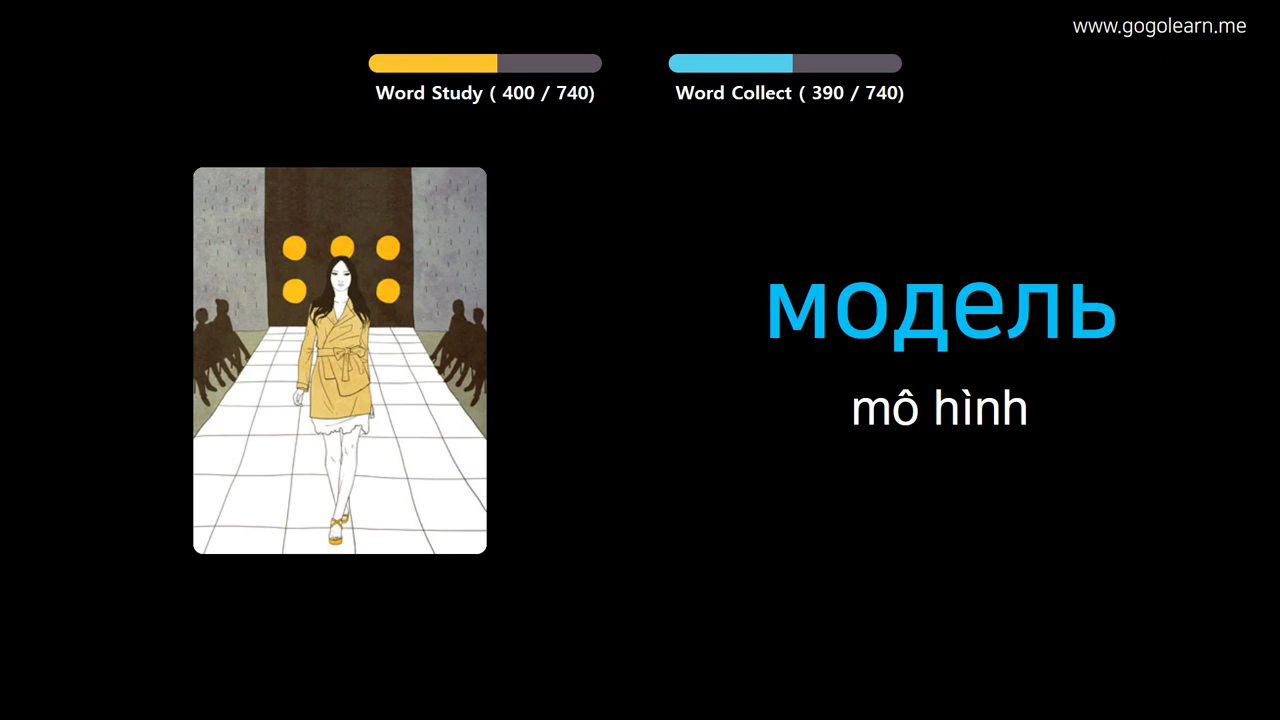 www.gogolearn.me
Word Study ( 400 / 740)
Word Collect ( 390 / 740)
модель
mô hình